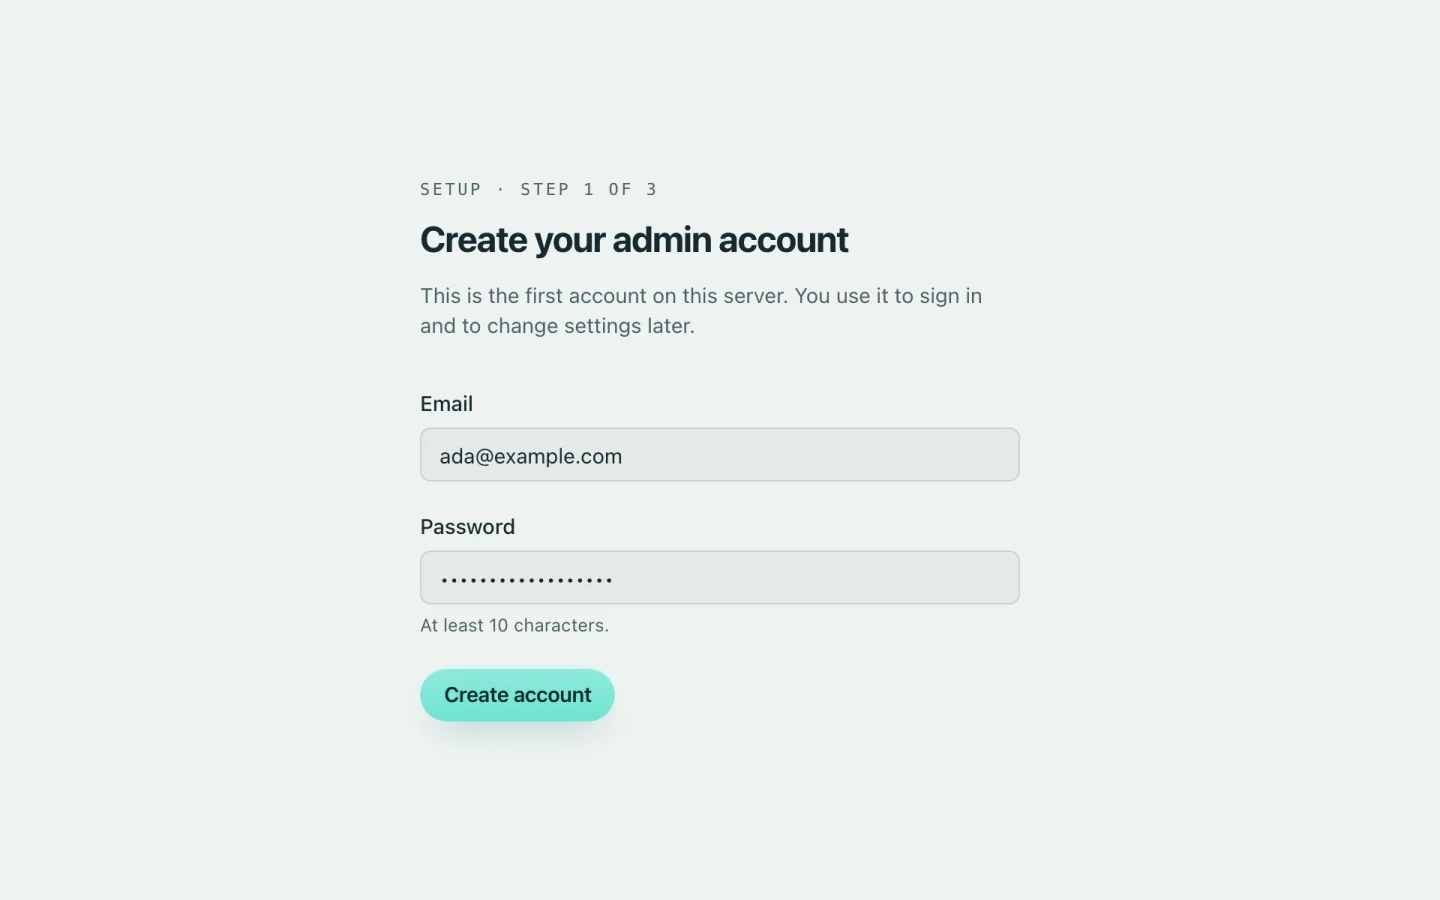 SETUP · STEP 1 OF 3
Create your admin account
This is the first account on this server. You use it to sign in
and to change settings later.
Email
ada@example.com
Password
••••••••••••••••••
At least 10 characters.
Create account